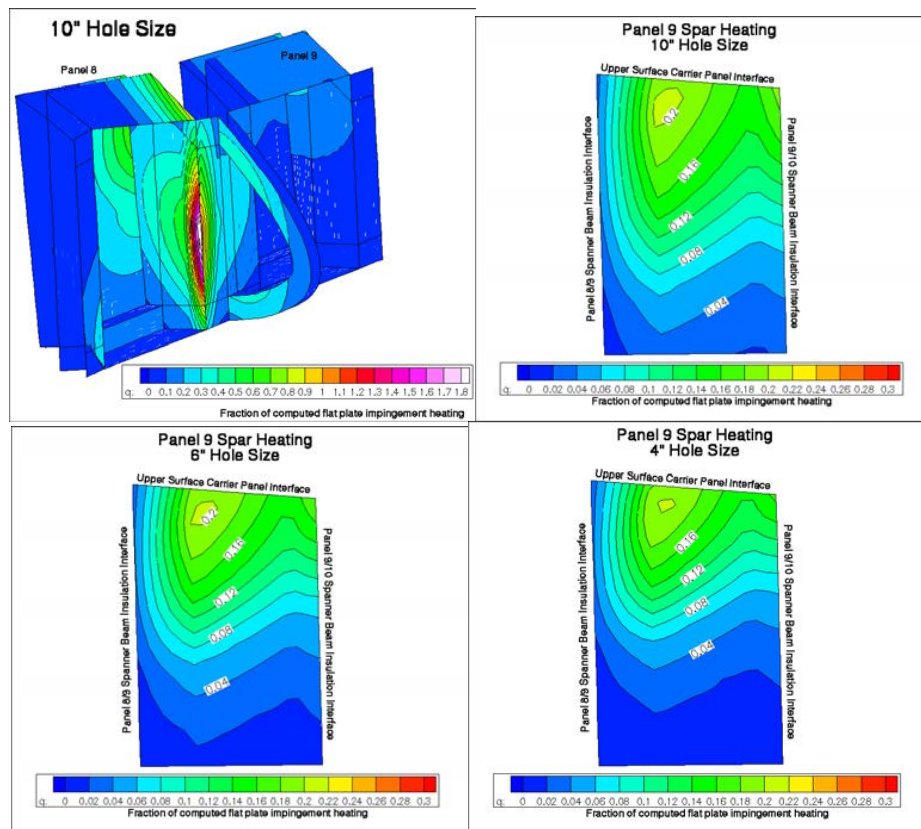 10" Hole Size
Panel 8
Panel 9
q: 0 0.1 0.2 0.3 0.4 0.5 0.6 0.7 0.8 0.9 1 1.1 1.2 1.3 1.4 1.5 1.6 1.7 1.8
Fraction of computed flat plate impingement heating
Panel 9 Spar Heating
10" Hole Size
Upper Surface Carrier Panel Interface
Panel 8/9 Spanner Beam Insulation Interface
0.2
0.16
0.12
0.08
0.04
Panel 9/10 Spanner Beam Insulation Interface
q: 0 0.02 0.04 0.06 0.08 0.1 0.12 0.14 0.16 0.18 0.2 0.22 0.24 0.26 0.28 0.3
Fraction of computed flat plate impingement heating
Panel 9 Spar Heating
6" Hole Size
Upper Surface Carrier Panel Interface
Panel 8/9 Spanner Beam Insulation Interface
0.2
0.16
0.12
0.08
0.04
Panel 9/10 Spanner Beam Insulation Interface
q: 0 0.02 0.04 0.06 0.08 0.1 0.12 0.14 0.16 0.18 0.2 0.22 0.24 0.26 0.28 0.3
Fraction of computed flat plate impingement heating
Panel 9 Spar Heating
4" Hole Size
Upper Surface Carrier Panel Interface
Panel 8/9 Spanner Beam Insulation Interface
0.2
0.16
0.12
0.08
0.04
Panel 9/10 Spanner Beam Insulation Interface
q: 0 0.02 0.04 0.06 0.08 0.1 0.12 0.14 0.16 0.18 0.2 0.22 0.24 0.26 0.28 0.3
Fraction of computed flat plate impingement heating